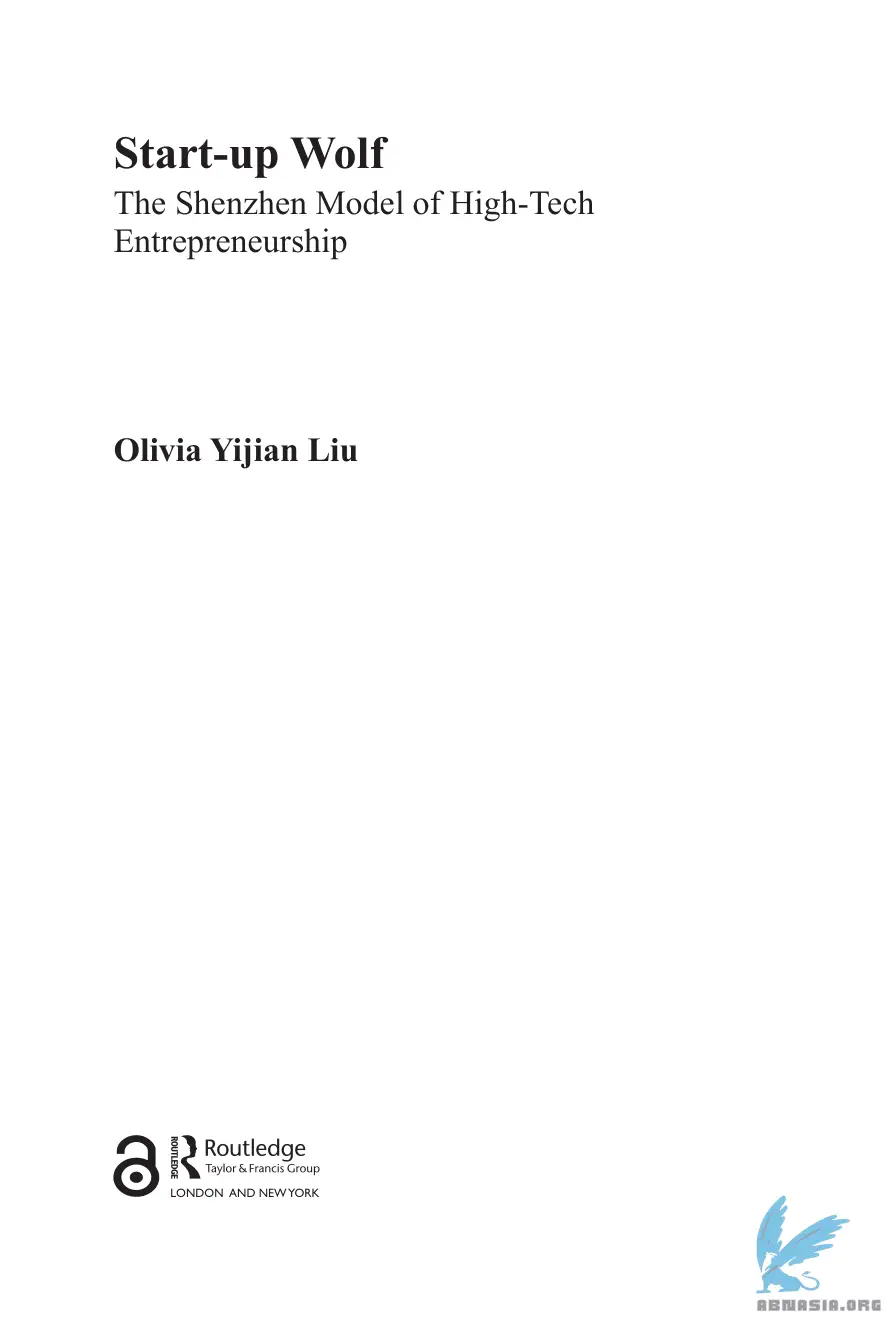 Start-up Wolf
The Shenzhen Model of High-Tech
Entrepreneurship
Olivia Yijian Liu
ROUTLEDGE
Routledge
Taylor & Francis Group
LONDON AND NEW YORK
ABNASIA.ORG